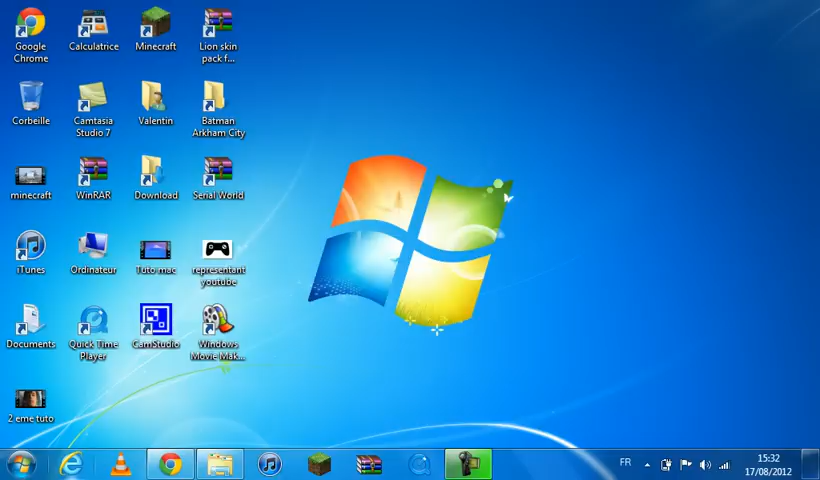 Google
Chrome
Calculatrice
Minecraft
Lion skin
pack f...
Corbeille
Camtasia
Studio 7
Valentin
Batman
Arkham City
minecraft
WinRAR
Download
Serial World
iTunes
Ordinateur
Tuto mac
representant
youtube
Documents
Quick Time
Player
CamStudio
Windows
Movie Mak...
2 eme tuto
FR
15:32
17/08/2012